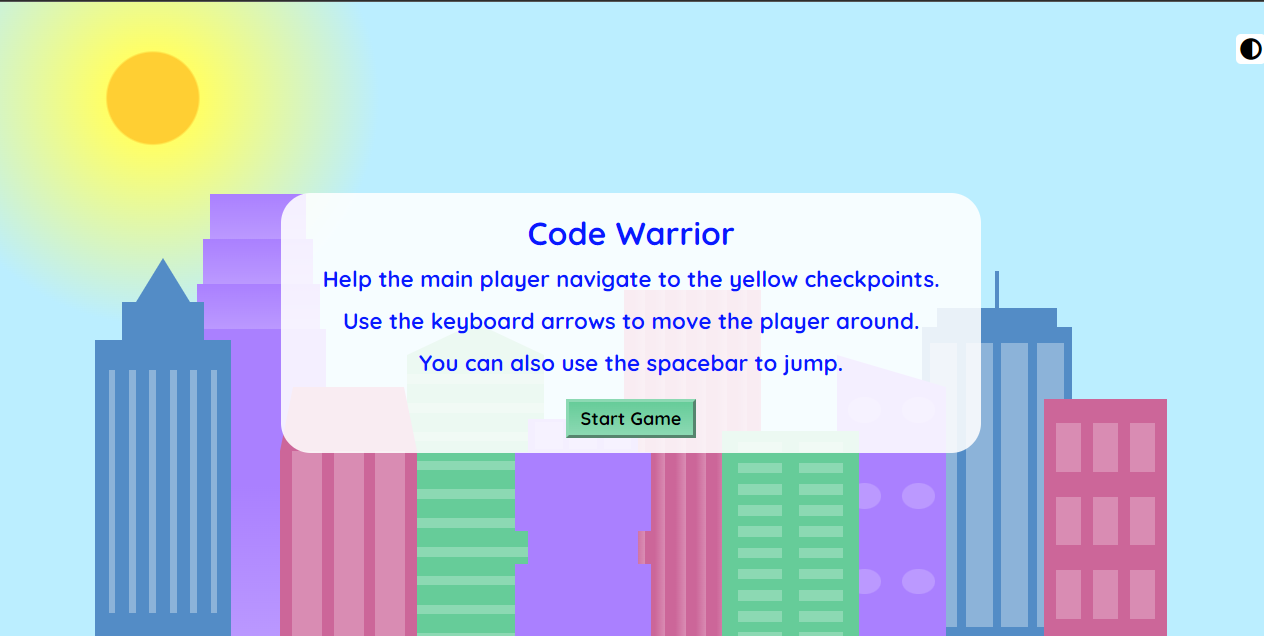 Code Warrior
Help the main player navigate to the yellow checkpoints.
Use the keyboard arrows to move the player around.
You can also use the spacebar to jump.
Start Game